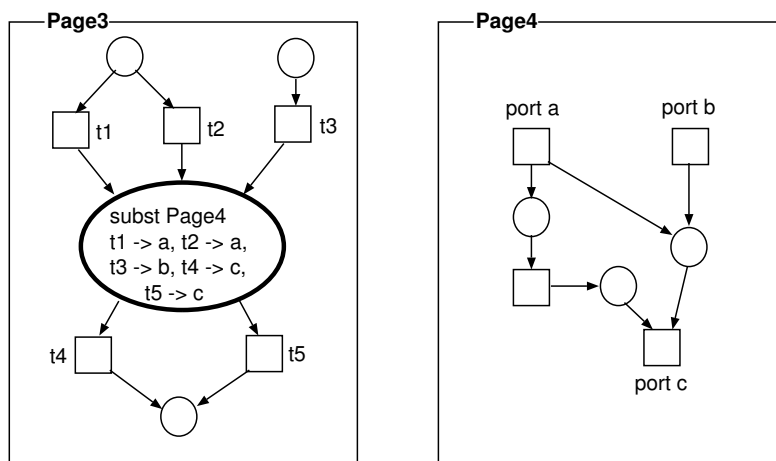 Page3
t1
t2
t3
subst Page4
t1 -> a, t2 -> a,
t3 -> b, t4 -> c,
t5 -> c
t4
t5
Page4
port a
port b
port c